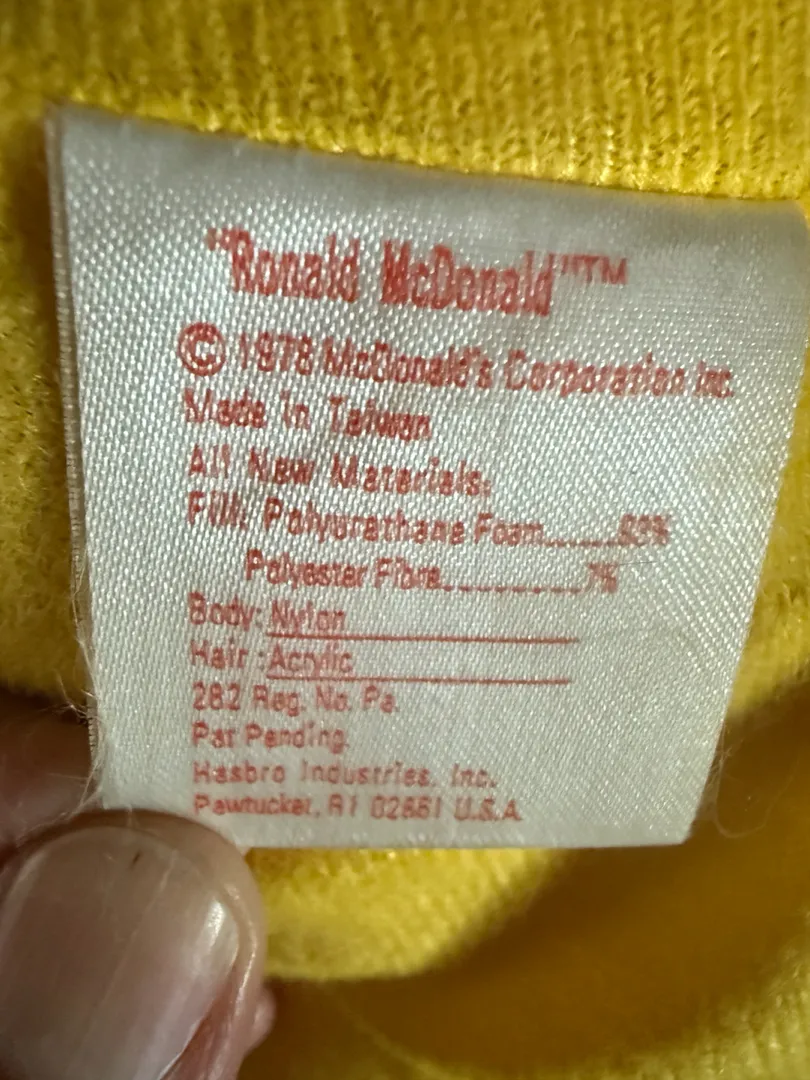 "Ronald McDonald"™
© 1978 McDonald's Corporation Inc.
Made in Taiwan
All New Materials.
Fill: Polyurethane Foam.......93%
Polyester Fibre............7%
Body: Nylon
Hair : Acrylic
282 Reg. No. Pa.
Pat Pending.
Hasbro Industries, Inc.
Pawtucket, RI 02861 U.S.A.